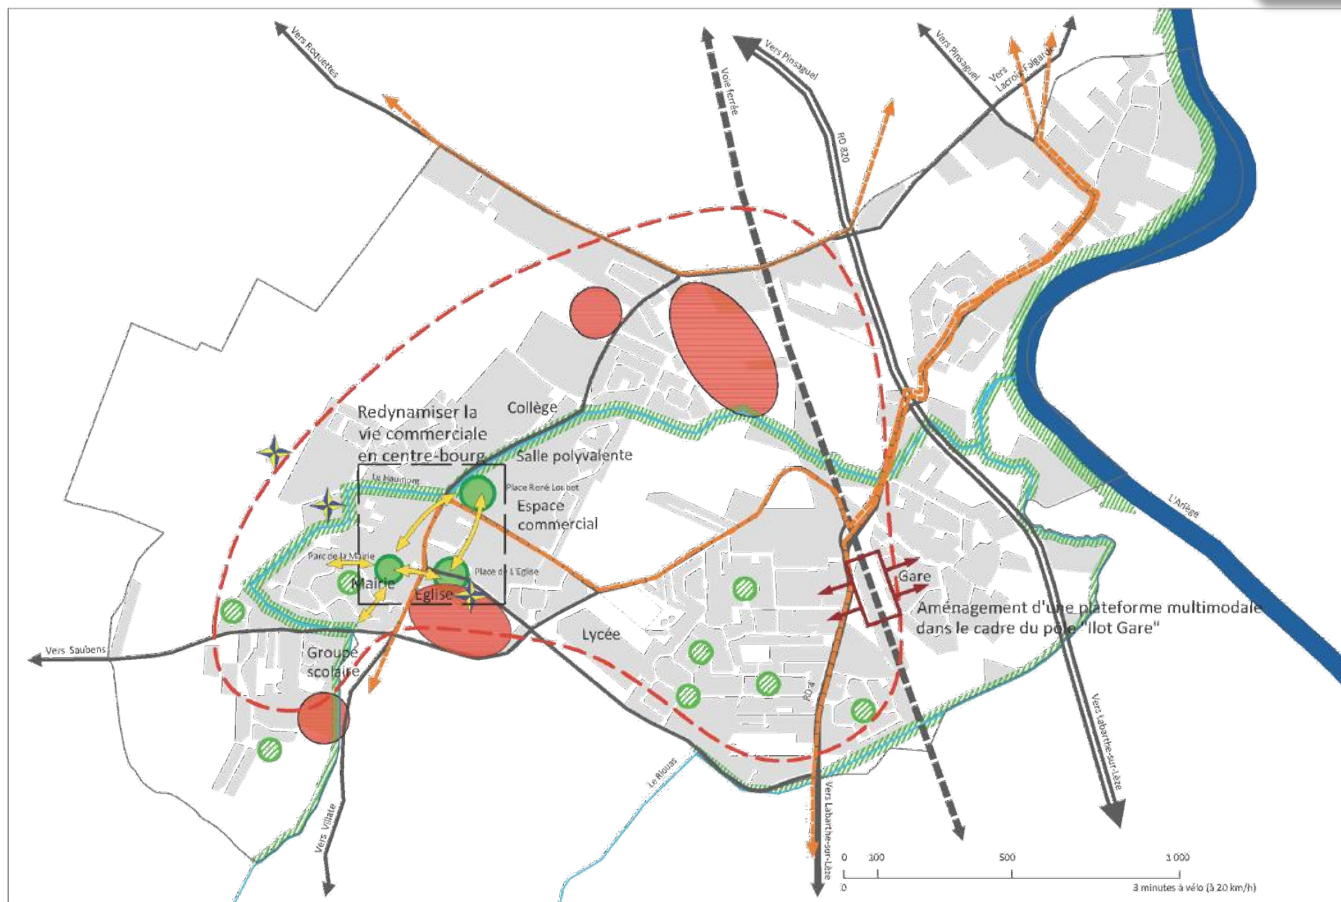 Vers Roquettes
Voie ferrée
Vers Pinsaguel
RD 820
Vers Pinsaguel
Vers
Lacroix-Falgarde
Redynamiser la
vie commerciale
en centre-bourg
Collège
Salle polyvalente
Place René Loubet
Espace
commercial
Parc de la Mairie
Mairie
Place de L'Eglise
Eglise
L'Ariège
Gare
Aménagement d'une plateforme multimodale
dans le cadre du pôle "Ilot Gare"
Lycée
Vers Saubens
Groupe
scolaire
RD 4
Le Riouas
Vers Villate
Vers Labarthe-sur-Lèze
Vers Labarthe-sur-Lèze
0 100 500 1 000
0 3 minutes à vélo (à 20 km/h)